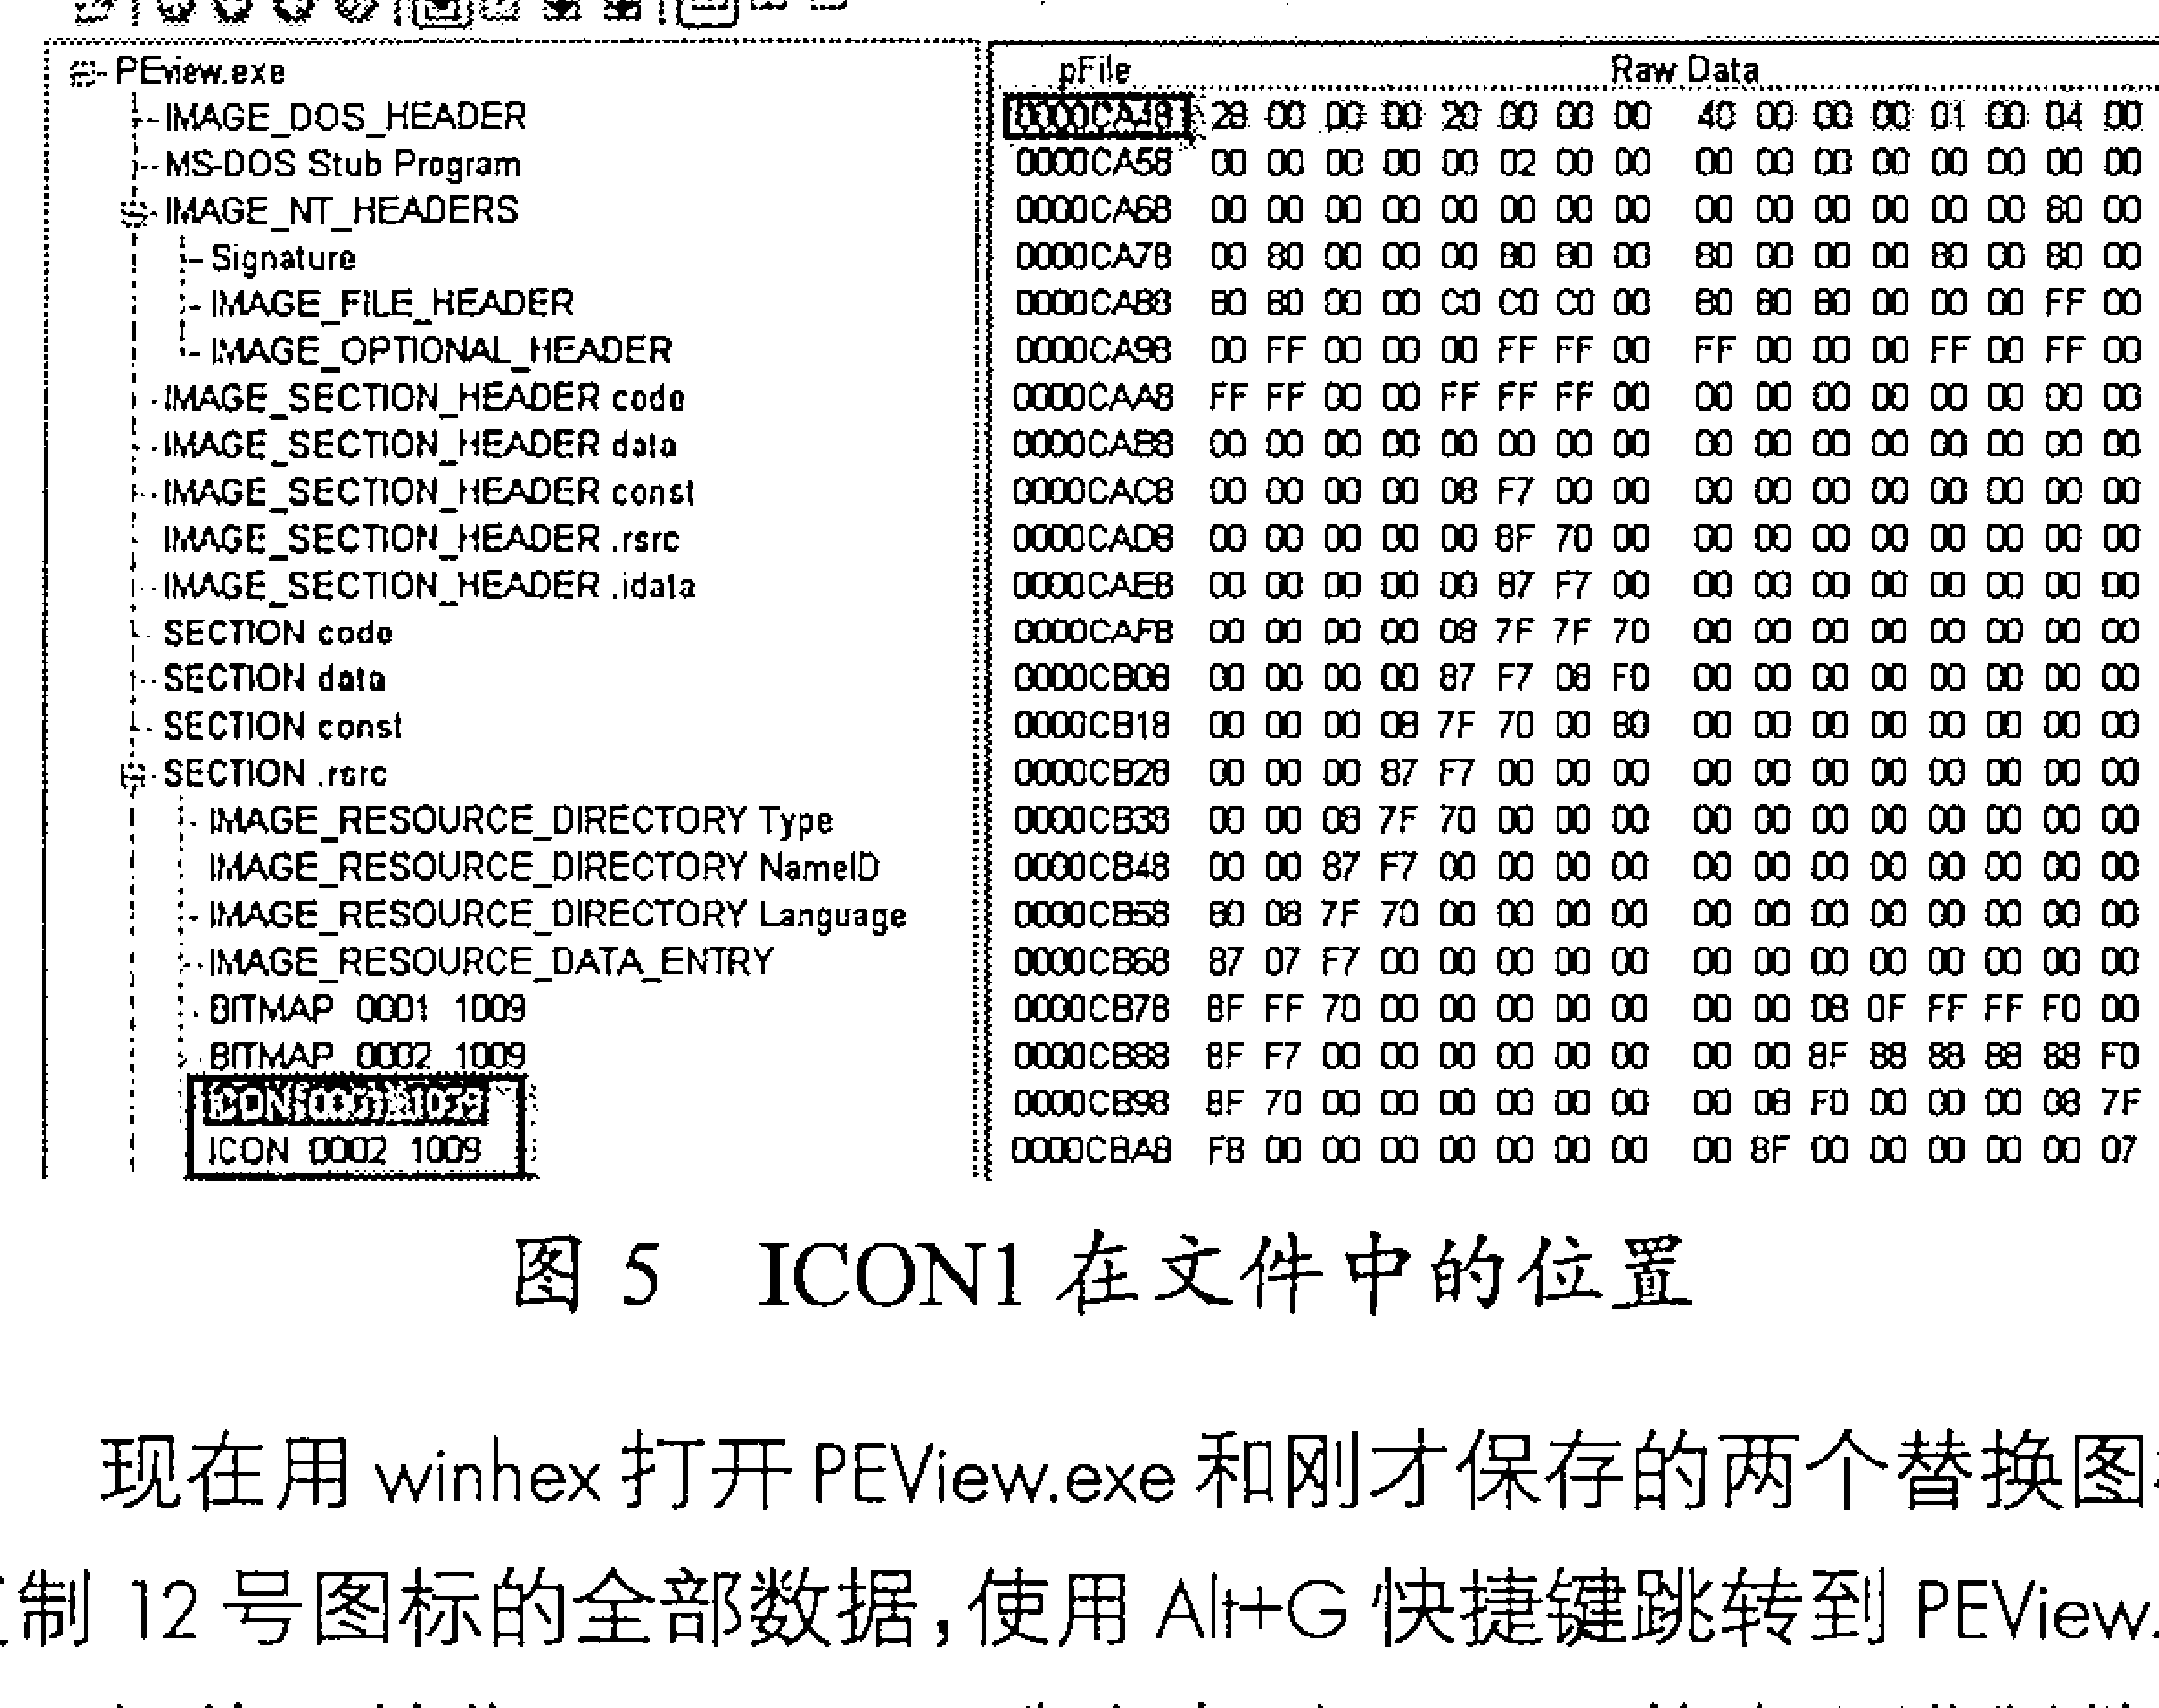 PEview.exe
IMAGE_DOS_HEADER
MS-DOS Stub Program
IMAGE_NT_HEADERS
Signature
IMAGE_FILE_HEADER
IMAGE_OPTIONAL_HEADER
IMAGE_SECTION_HEADER code
IMAGE_SECTION_HEADER data
IMAGE_SECTION_HEADER const
IMAGE_SECTION_HEADER .rsrc
IMAGE_SECTION_HEADER .idata
SECTION code
SECTION data
SECTION const
SECTION .rsrc
IMAGE_RESOURCE_DIRECTORY Type
IMAGE_RESOURCE_DIRECTORY NameID
IMAGE_RESOURCE_DIRECTORY Language
IMAGE_RESOURCE_DATA_ENTRY
BITMAP 0001 1009
BITMAP 0002 1009
ICON 0001 1009
ICON 0002 1009
pFile Raw Data
0000CA48 28 00 00 00 20 00 00 00 40 00 00 00 01 00 04 00
0000CA58 00 00 00 00 00 02 00 00 00 00 00 00 00 00 00 00
0000CA68 00 00 00 00 00 00 00 00 00 00 00 00 00 00 80 00
0000CA78 00 80 00 00 00 80 80 00 80 00 00 00 80 00 80 00
0000CA88 80 80 00 00 C0 C0 C0 00 80 80 80 00 00 00 FF 00
0000CA98 00 FF 00 00 00 FF FF 00 FF 00 00 00 FF 00 FF 00
0000CAA8 FF FF 00 00 FF FF FF 00 00 00 00 00 00 00 00 00
0000CAB8 00 00 00 00 00 00 00 00 00 00 00 00 00 00 00 00
0000CAC8 00 00 00 00 08 F7 00 00 00 00 00 00 00 00 00 00
0000CAD8 00 00 00 00 00 8F 70 00 00 00 00 00 00 00 00 00
0000CAE8 00 00 00 00 00 87 F7 00 00 00 00 00 00 00 00 00
0000CAF8 00 00 00 00 08 7F 7F 70 00 00 00 00 00 00 00 00
0000CB08 00 00 00 00 87 F7 08 F0 00 00 00 00 00 00 00 00
0000CB18 00 00 00 08 7F 70 00 80 00 00 00 00 00 00 00 00
0000CB28 00 00 00 87 F7 00 00 00 00 00 00 00 00 00 00 00
0000CB38 00 00 08 7F 70 00 00 00 00 00 00 00 00 00 00 00
0000CB48 00 00 87 F7 00 00 00 00 00 00 00 00 00 00 00 00
0000CB58 80 08 7F 70 00 00 00 00 00 00 00 00 00 00 00 00
0000CB68 87 07 F7 00 00 00 00 00 00 00 00 00 00 00 00 00
0000CB78 8F FF 70 00 00 00 00 00 00 00 08 0F FF FF F0 00
0000CB88 8F F7 00 00 00 00 00 00 00 00 8F 88 88 88 88 F0
0000CB98 8F 70 00 00 00 00 00 00 00 08 F0 00 00 00 08 7F
0000CBA8 F8 00 00 00 00 00 00 00 00 8F 00 00 00 00 00 07
图 5 ICON1 在文件中的位置
现在用 winhex 打开 PEView.exe 和刚才保存的两个替换图
制 12 号图标的全部数据，使用 Alt+G 快捷键跳转到 PEView.